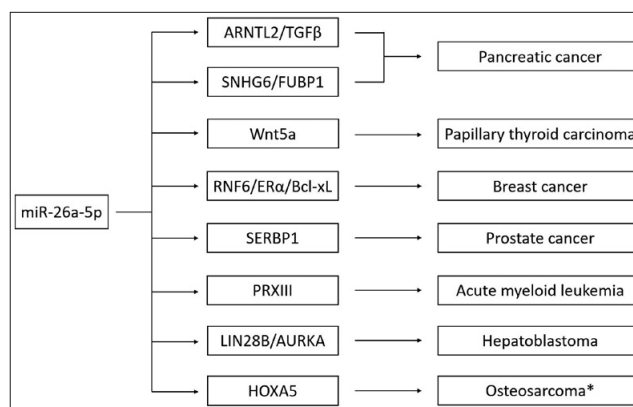 ARNTL2/TGFβ
Pancreatic cancer
SNHG6/FUBP1
Wnt5a
Papillary thyroid carcinoma
RNF6/ERα/Bcl-xL
Breast cancer
miR-26a-5p
SERBP1
Prostate cancer
PRXIII
Acute myeloid leukemia
LIN28B/AURKA
Hepatoblastoma
HOXA5
Osteosarcoma*